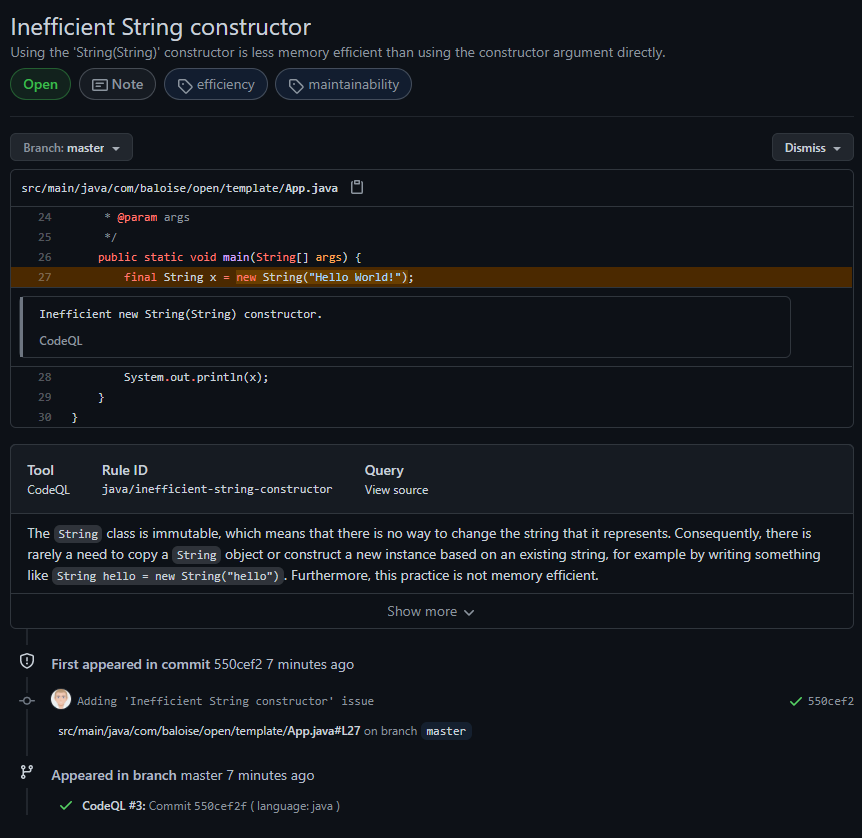 Inefficient String constructor
Using the 'String(String)' constructor is less memory efficient than using the constructor argument directly.
Open Note efficiency maintainability
Branch: master Dismiss
src/main/java/com/baloise/open/template/App.java
24 * @param args
25 */
26 public static void main(String[] args) {
27 final String x = new String("Hello World!");
Inefficient new String(String) constructor.
CodeQL
28 System.out.println(x);
29 }
30 }
Tool Rule ID Query
CodeQL java/inefficient-string-constructor View source
The String class is immutable, which means that there is no way to change the string that it represents. Consequently, there is
rarely a need to copy a String object or construct a new instance based on an existing string, for example by writing something
like String hello = new String("hello"). Furthermore, this practice is not memory efficient.
Show more
First appeared in commit 550cef2 7 minutes ago
Adding 'Inefficient String constructor' issue 550cef2
src/main/java/com/baloise/open/template/App.java#L27 on branch master
Appeared in branch master 7 minutes ago
CodeQL #3: Commit 550cef2f ( language: java )